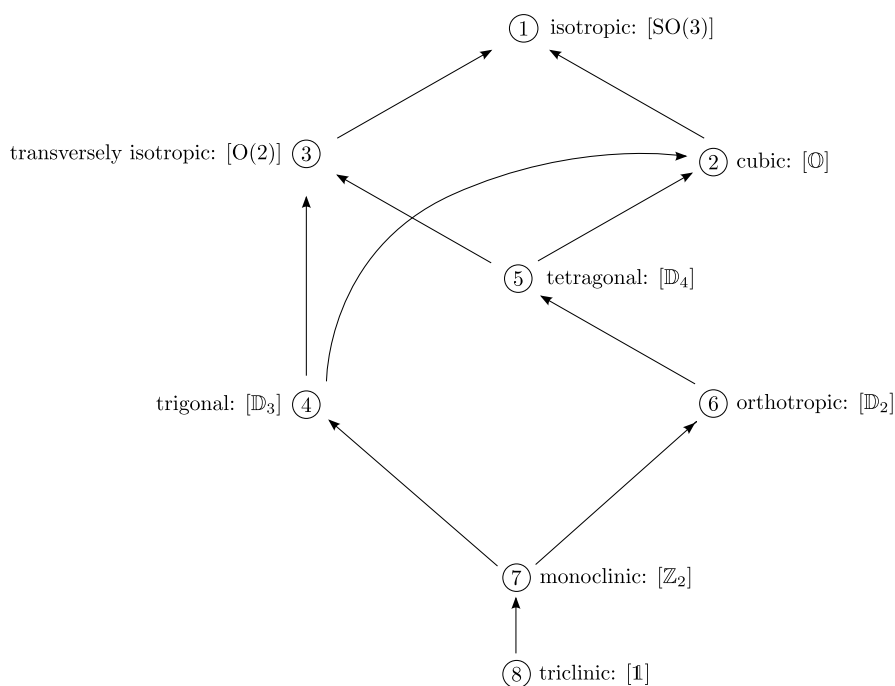 ① isotropic: [SO(3)]
transversely isotropic: [O(2)] ③
② cubic: [𝕆]
⑤ tetragonal: [𝔻₄]
trigonal: [𝔻₃] ④
⑥ orthotropic: [𝔻₂]
⑦ monoclinic: [ℤ₂]
⑧ triclinic: [𝟙]